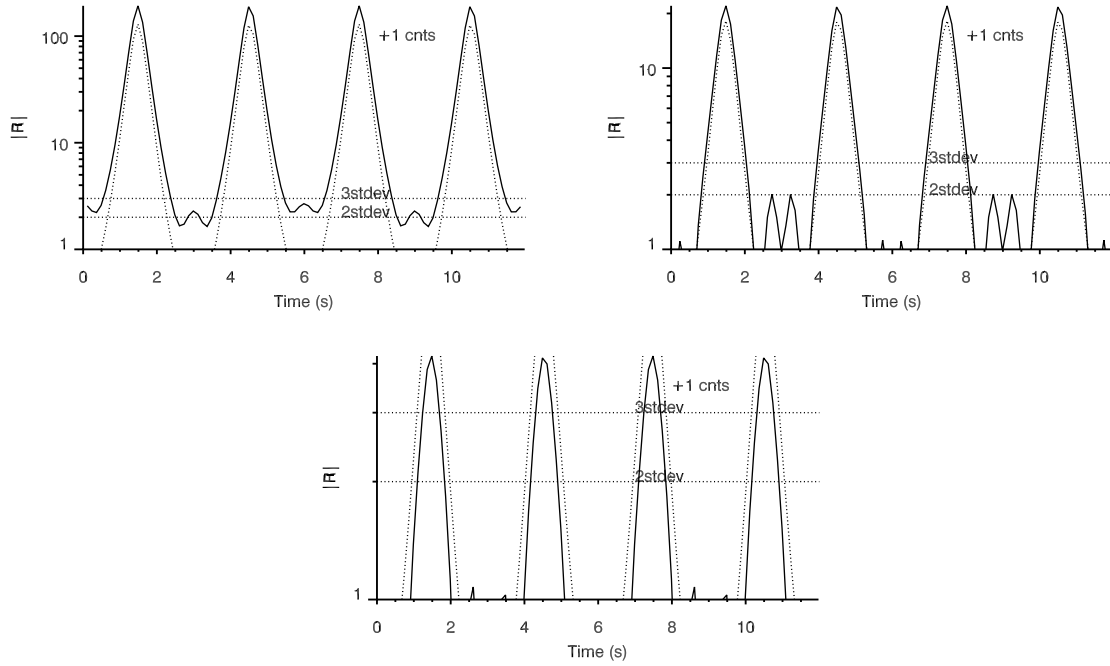 100
+1 cnts
10
|R|
3stdev
2stdev
1
0 2 4 6 8 10
Time (s)
+1 cnts
10
|R|
3stdev
2stdev
1
0 2 4 6 8 10
Time (s)
+1 cnts
3stdev
|R|
2stdev
1
0 2 4 6 8 10
Time (s)